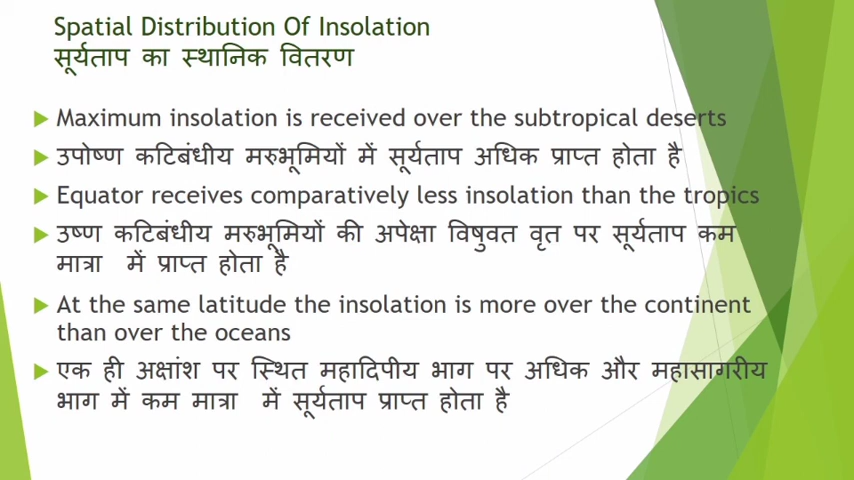 Spatial Distribution Of Insolation
सूर्यताप का स्थानिक वितरण
Maximum insolation is received over the subtropical deserts
उपोष्ण कटिबंधीय मरुभूमियों में सूर्यताप अधिक प्राप्त होता है
Equator receives comparatively less insolation than the tropics
उष्ण कटिबंधीय मरुभूमियों की अपेक्षा विषुवत वृत पर सूर्यताप कम
मात्रा में प्राप्त होता है
At the same latitude the insolation is more over the continent
than over the oceans
एक ही अक्षांश पर स्थित महादिपीय भाग पर अधिक और महासागरीय
भाग में कम मात्रा में सूर्यताप प्राप्त होता है